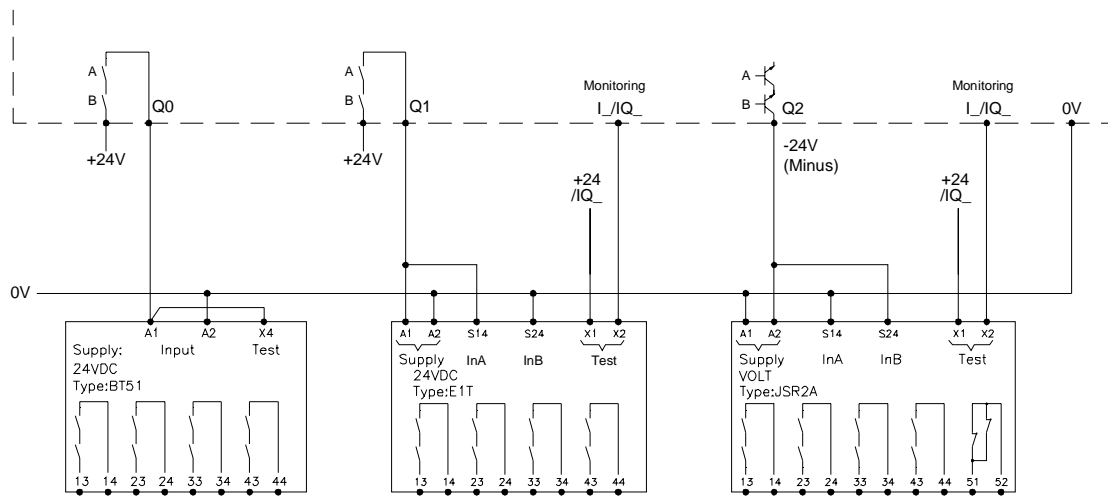 Monitoring
Monitoring
A
B
Q0
A
B
Q1
I_/IQ_
A
B
Q2
I_/IQ_
0V
+24V
+24V
-24V
(Minus)
+24
/IQ_
+24
/IQ_
0V
A1
A2
X4
Supply:
24VDC
Type:BT51
Input
Test
13 14 23 24 33 34 43 44
A1 A2 S14 S24 X1 X2
Supply
24VDC
Type:E1T
InA
InB
Test
13 14 23 24 33 34 43 44
A1 A2 S14 S24 X1 X2
Supply
VOLT
Type:JSR2A
InA
InB
Test
13 14 23 24 33 34 43 44 51 52